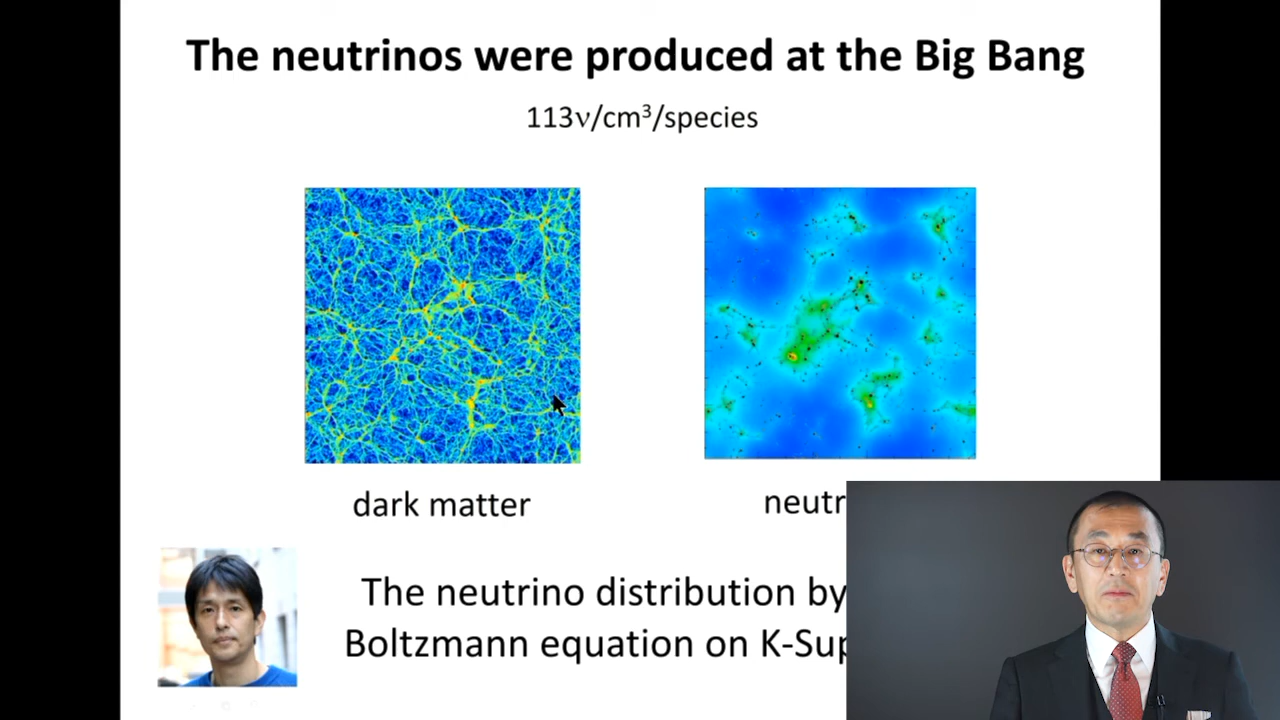 The neutrinos were produced at the Big Bang
113ν/cm³/species
dark matter
neutr
The neutrino distribution by
Boltzmann equation on K-Sup